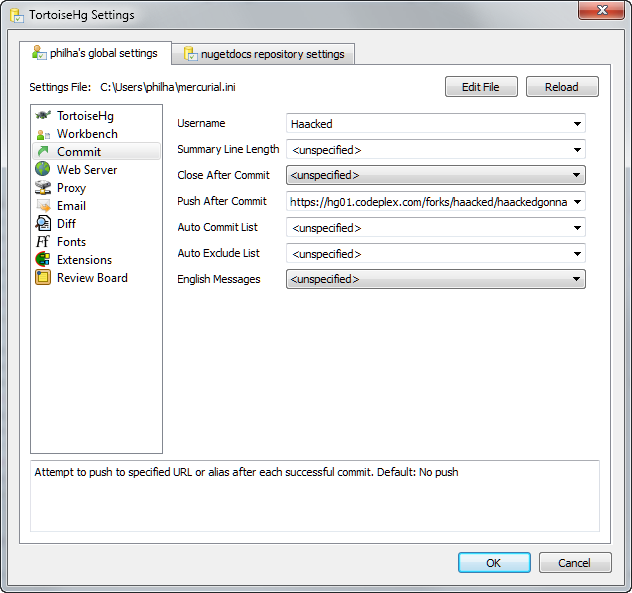 TortoiseHg Settings
philha's global settings
nugetdocs repository settings
Settings File: C:\Users\philha\mercurial.ini
Edit File
Reload
TortoiseHg
Workbench
Commit
Web Server
Proxy
Email
Diff
Fonts
Extensions
Review Board
Username
Haacked
Summary Line Length
<unspecified>
Close After Commit
<unspecified>
Push After Commit
https://hg01.codeplex.com/forks/haacked/haackedgonna
Auto Commit List
<unspecified>
Auto Exclude List
<unspecified>
English Messages
<unspecified>
Attempt to push to specified URL or alias after each successful commit. Default: No push
OK
Cancel